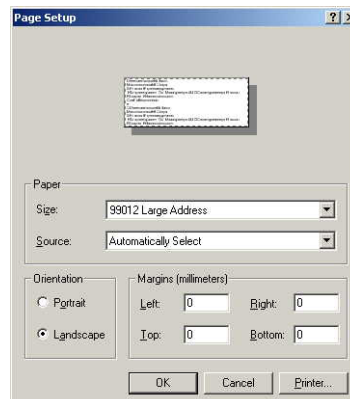 Page Setup
Paper
Size: 99012 Large Address
Source: Automatically Select
Orientation
Portrait
Landscape
Margins (millimeters)
Left: 0 Right: 0
Top: 0 Bottom: 0
OK Cancel Printer...